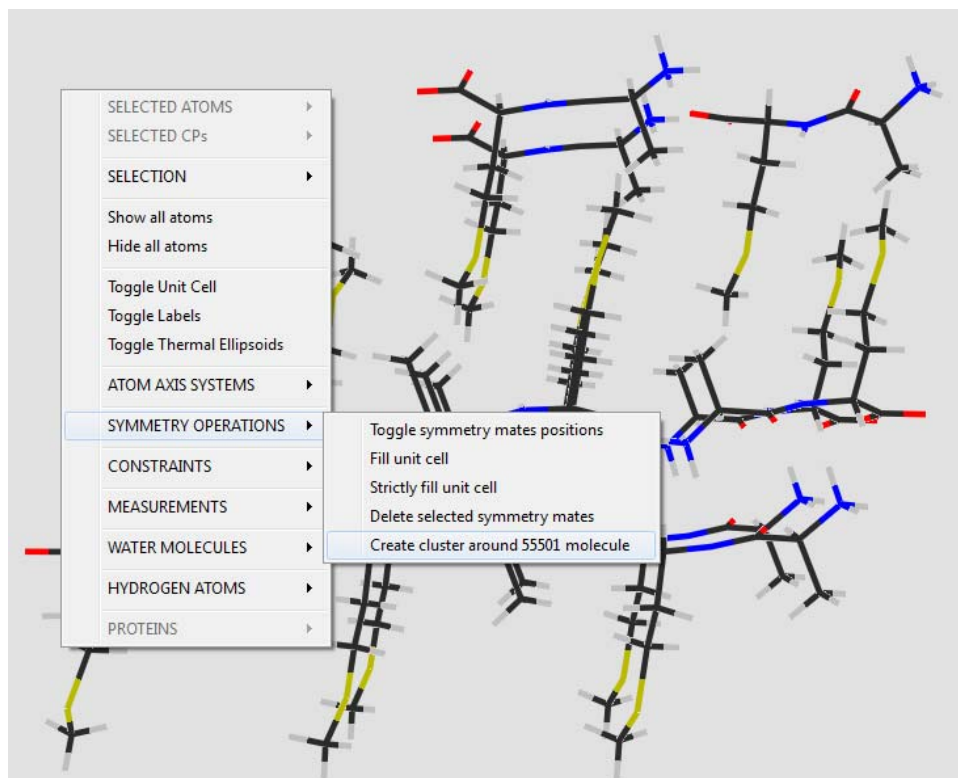 SELECTED ATOMS
SELECTED CPs
SELECTION
Show all atoms
Hide all atoms
Toggle Unit Cell
Toggle Labels
Toggle Thermal Ellipsoids
ATOM AXIS SYSTEMS
SYMMETRY OPERATIONS
CONSTRAINTS
MEASUREMENTS
WATER MOLECULES
HYDROGEN ATOMS
PROTEINS
Toggle symmetry mates positions
Fill unit cell
Strictly fill unit cell
Delete selected symmetry mates
Create cluster around 55501 molecule